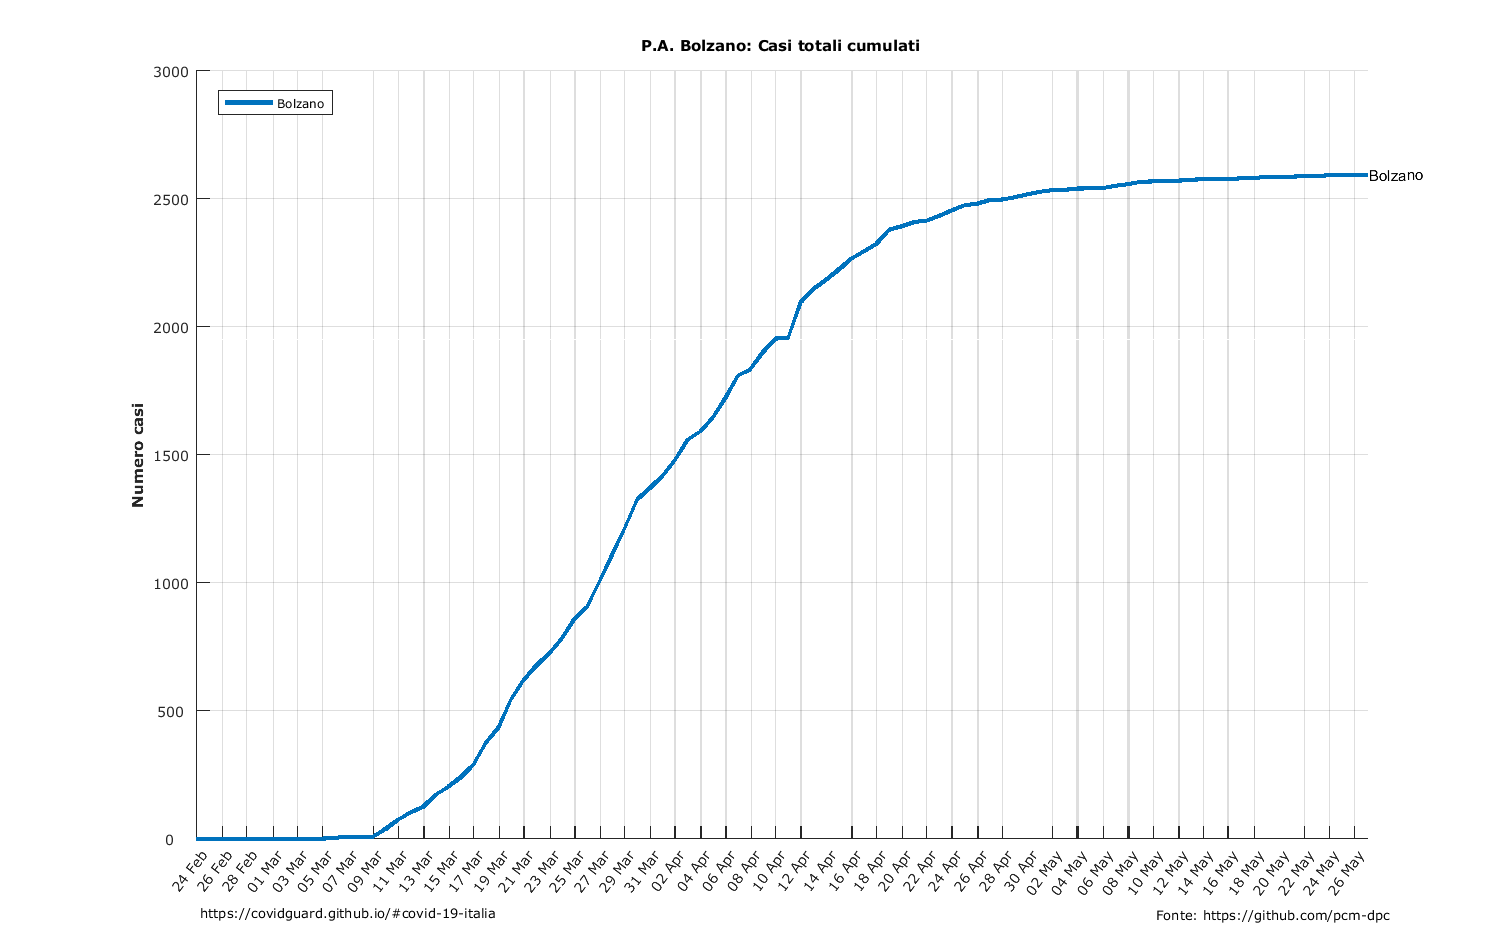 P.A. Bolzano: Casi totali cumulati
3000
2500
2000
1500
1000
500
0
Numero casi
Bolzano
Bolzano
24 Feb
26 Feb
28 Feb
01 Mar
03 Mar
05 Mar
07 Mar
09 Mar
11 Mar
13 Mar
15 Mar
17 Mar
19 Mar
21 Mar
23 Mar
25 Mar
27 Mar
29 Mar
31 Mar
02 Apr
04 Apr
06 Apr
08 Apr
10 Apr
12 Apr
14 Apr
16 Apr
18 Apr
20 Apr
22 Apr
24 Apr
26 Apr
28 Apr
30 Apr
02 May
04 May
06 May
08 May
10 May
12 May
14 May
16 May
18 May
20 May
22 May
24 May
26 May
https://covidguard.github.io/#covid-19-italia
Fonte: https://github.com/pcm-dpc